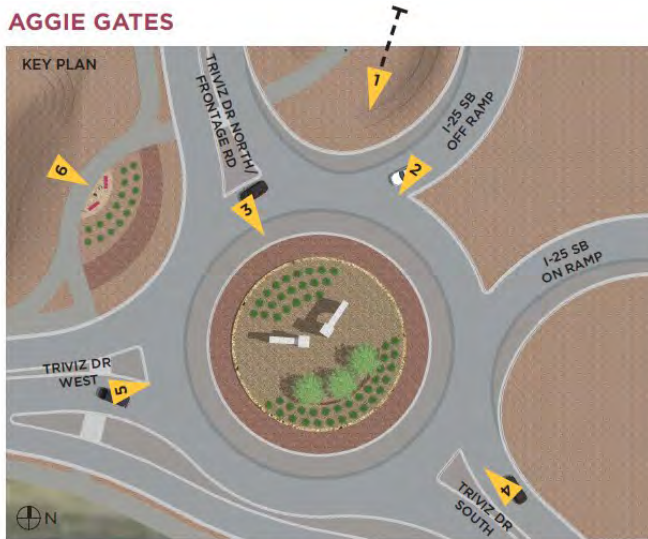 AGGIE GATES
KEY PLAN
1
TRIVIZ DR NORTH/
FRONTAGE RD
I-25 SB
OFF RAMP
2
6
3
I-25 SB
ON RAMP
TRIVIZ DR
WEST
5
4
TRIVIZ DR
SOUTH
N